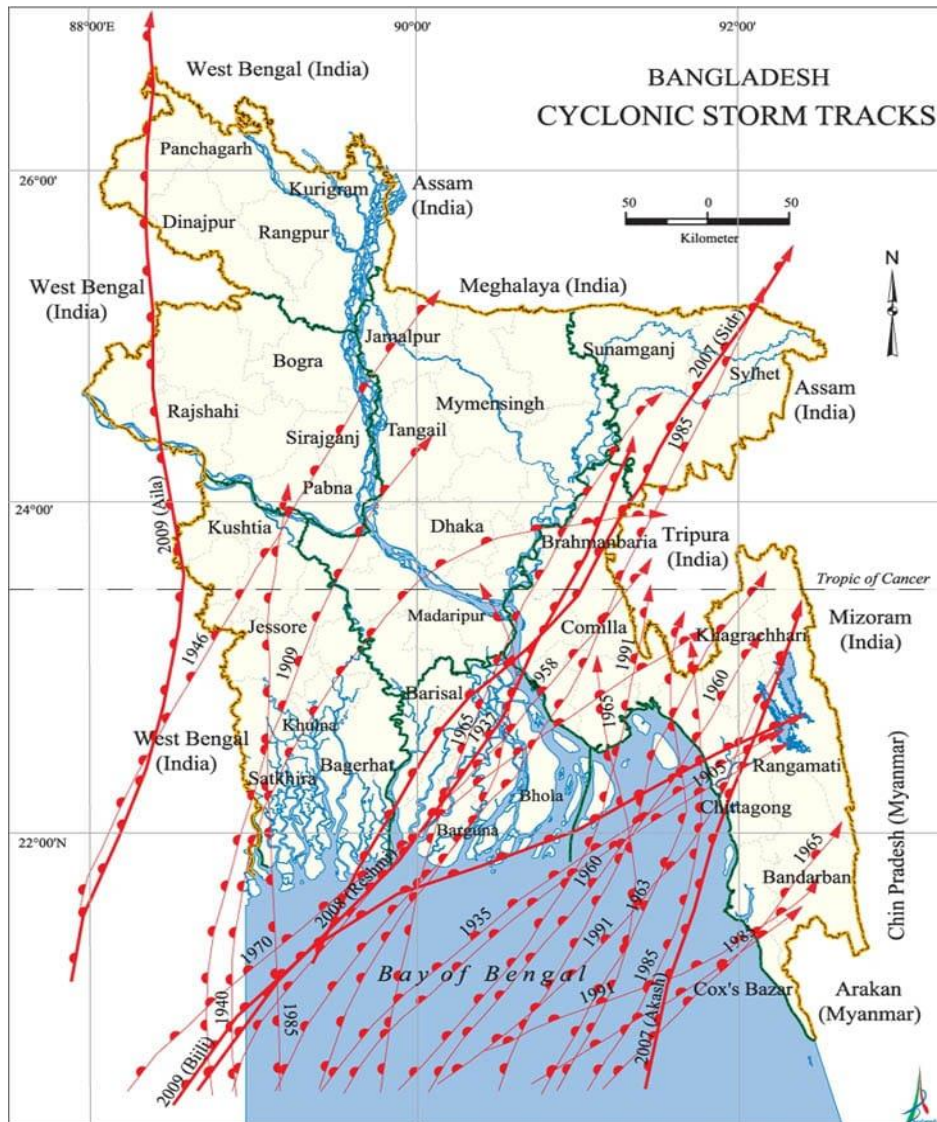 88°00'E
90°00'
92°00'
West Bengal (India)
BANGLADESH
CYCLONIC STORM TRACKS
Panchagarh
26°00'
Kurigram
Assam
(India)
50
0
50
Kilometer
Dinajpur
Rangpur
N
West Bengal
(India)
Meghalaya (India)
Jamalpur
2007 (Sidr)
Sunamganj
Bogra
Sylhet
Assam
(India)
Mymensingh
Rajshahi
Sirajganj
Tangail
1985
Pabna
2009 (Aila)
24°00'
Kushtia
Dhaka
Brahmanbaria
Tripura
(India)
Tropic of Cancer
Madaripur
Mizoram
(India)
Jessore
Comilla
Khagrachhari
1946
1909
1991
1958
1960
Barisal
1965
Khulna
West Bengal
(India)
Bagerhat
Satkhira
1905
Rangamati
Bhola
Chittagong
Barguna
22°00'N
1965
Bandarban
Chin Pradesh (Myanmar)
2008 (Reshmi)
1960
1963
1935
1970
1991
Bay of Bengal
1985
1991
Cox's Bazar
Arakan
(Myanmar)
1940
1985
2009 (Bijli)
2007 (Akash)